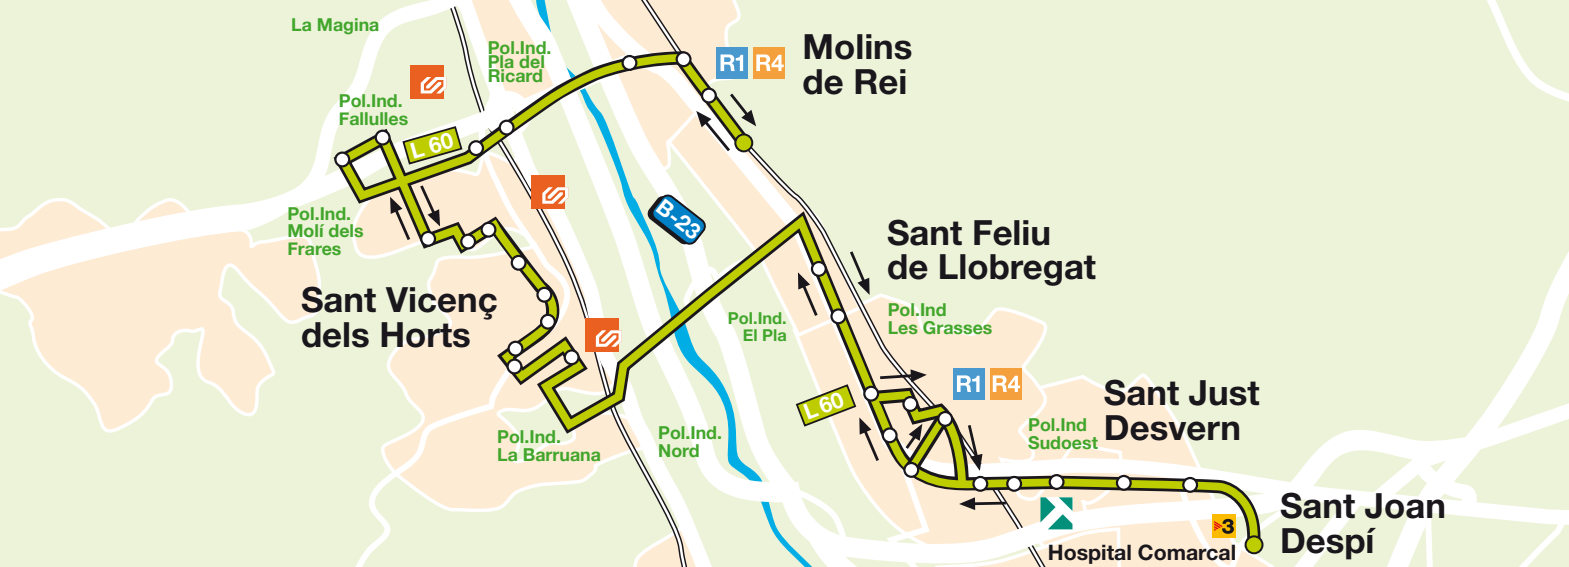 La Magina
Pol.Ind.
Pla del
Ricard
R1 R4
Molins
de Rei
Pol.Ind.
Fallulles
L 60
Pol.Ind.
Molí dels
Frares
B-23
Sant Feliu
de Llobregat
Sant Vicenç
dels Horts
Pol.Ind.
El Pla
Pol.Ind
Les Grasses
R1 R4
L 60
Sant Just
Desvern
Pol.Ind
Sudoest
Pol.Ind.
La Barruana
Pol.Ind.
Nord
3
Sant Joan
Despí
Hospital Comarcal